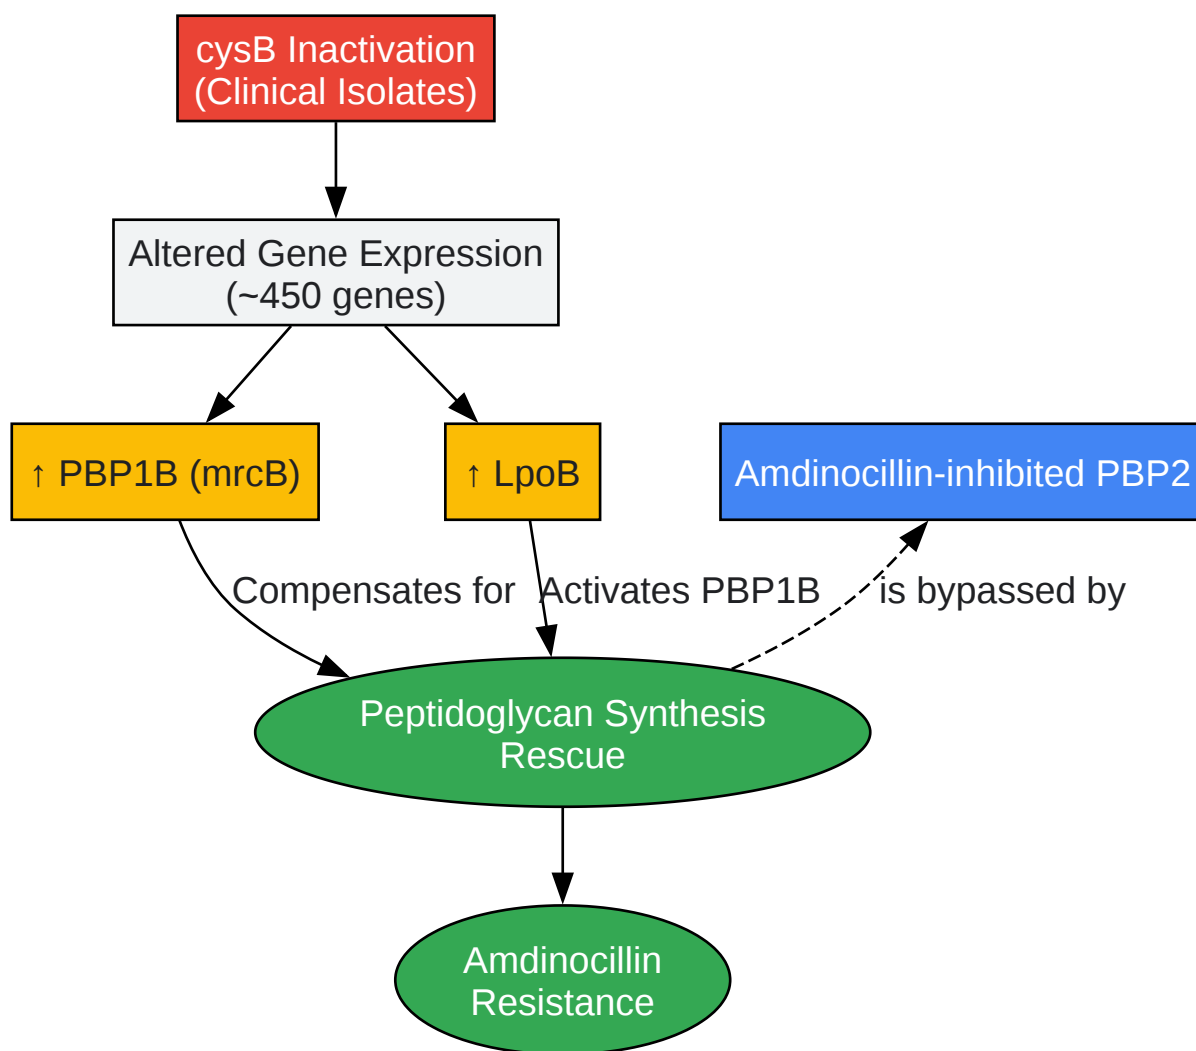 cysB Inactivation
(Clinical Isolates)
Altered Gene Expression
(~450 genes)
↑ PBP1B (mrcB)
↑ LpoB
Amdinocillin-inhibited PBP2
Compensates for
Activates PBP1B
is bypassed by
Peptidoglycan Synthesis
Rescue
Amdinocillin
Resistance